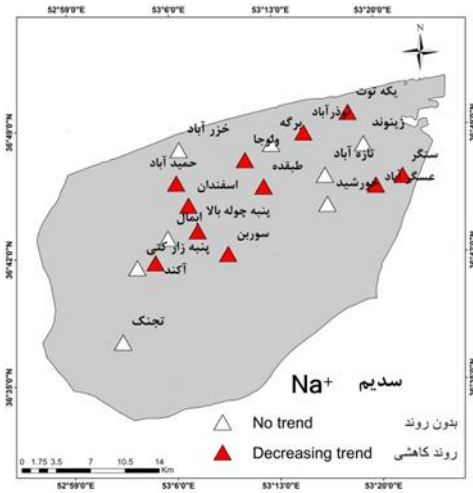 52°59'0"E 53°6'0"E 53°13'0"E 53°20'0"E
N
یکه توت
نوذرآباد
زینوند
برگه
خزر آباد
ولوجا
سنگر
تازه آباد
طبقده
حمید آباد
عسگرآباد
خورشید
اسفندان
پنبه چوله بالا
انمال
سوربن
پنبه زار کتی
آکند
تجنک
Na+ سدیم
No trend بدون روند
Decreasing trend روند کاهشی
0 1.75 3.5 7 10.5 14
Km
52°59'0"E 53°6'0"E 53°13'0"E 53°20'0"E